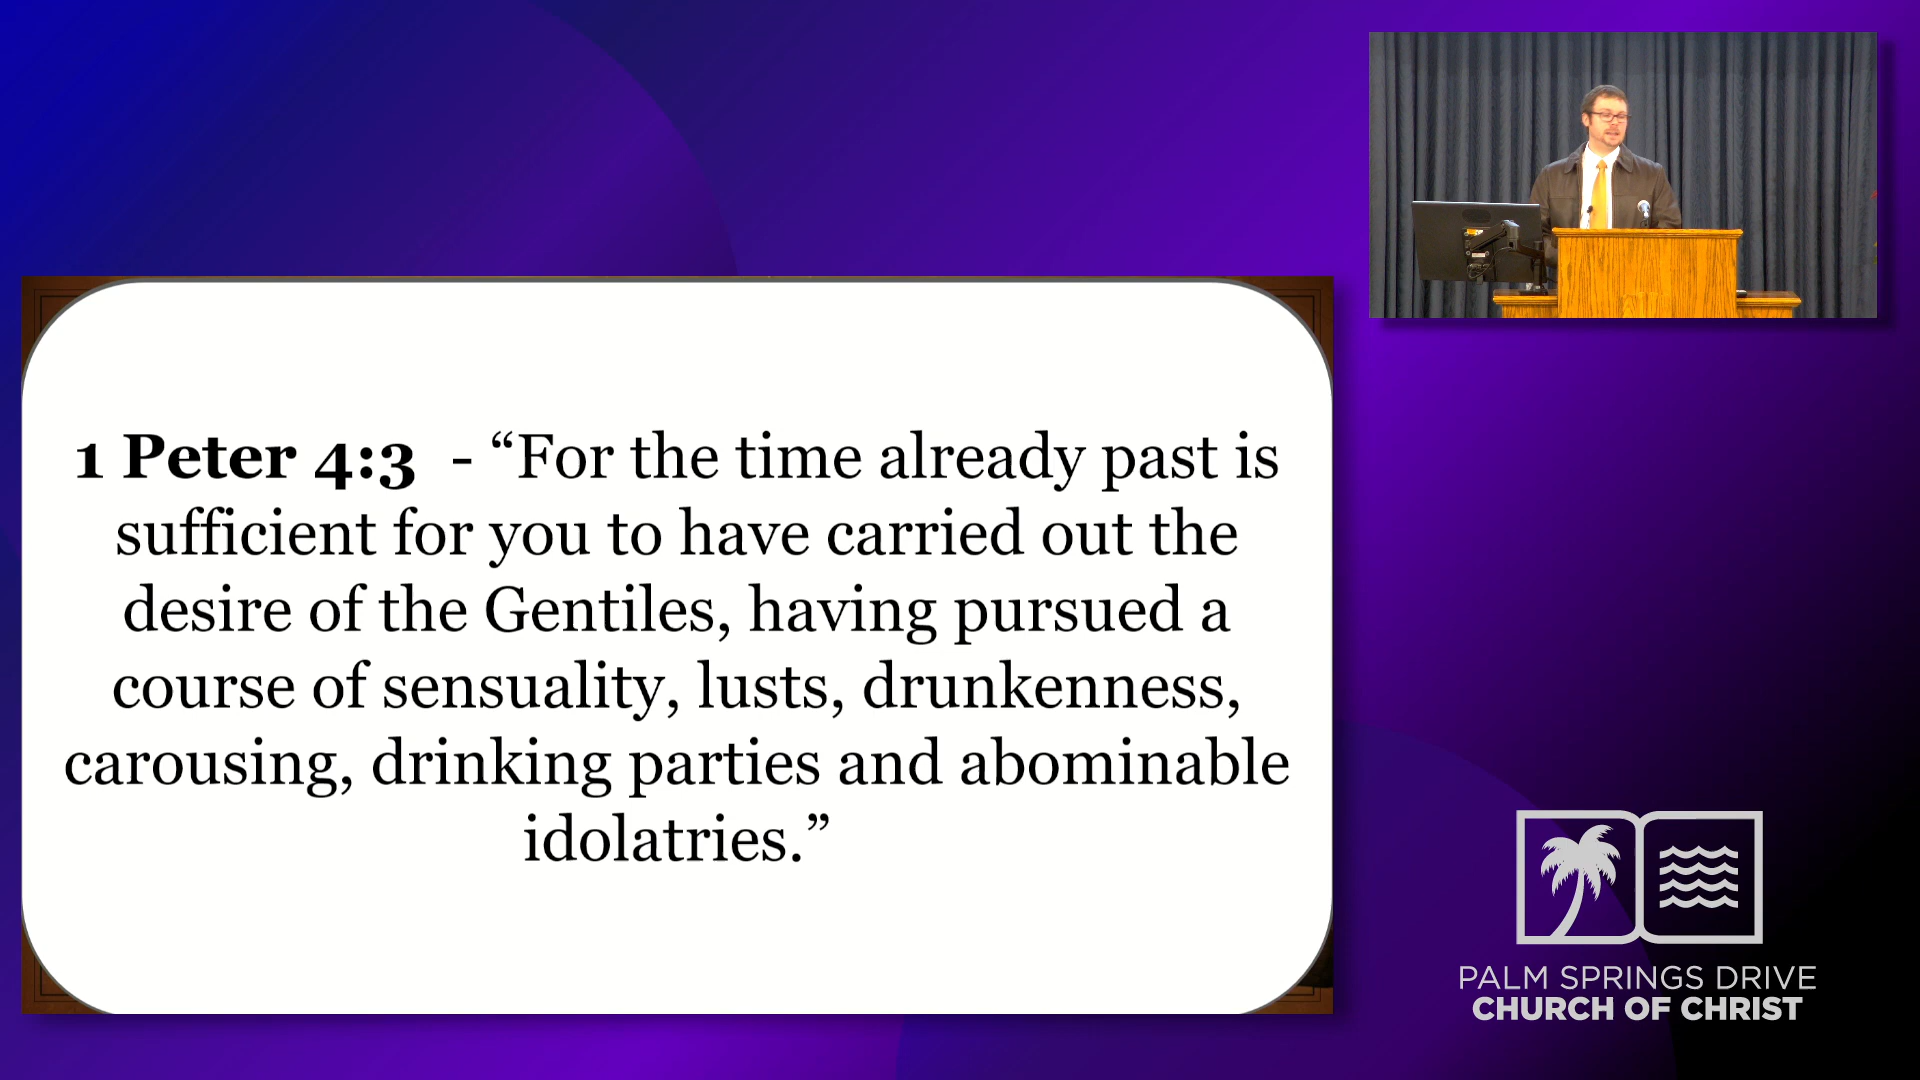 1 Peter 4:3 - “For the time already past is
sufficient for you to have carried out the
desire of the Gentiles, having pursued a
course of sensuality, lusts, drunkenness,
carousing, drinking parties and abominable
idolatries.”
PALM SPRINGS DRIVE
CHURCH OF CHRIST